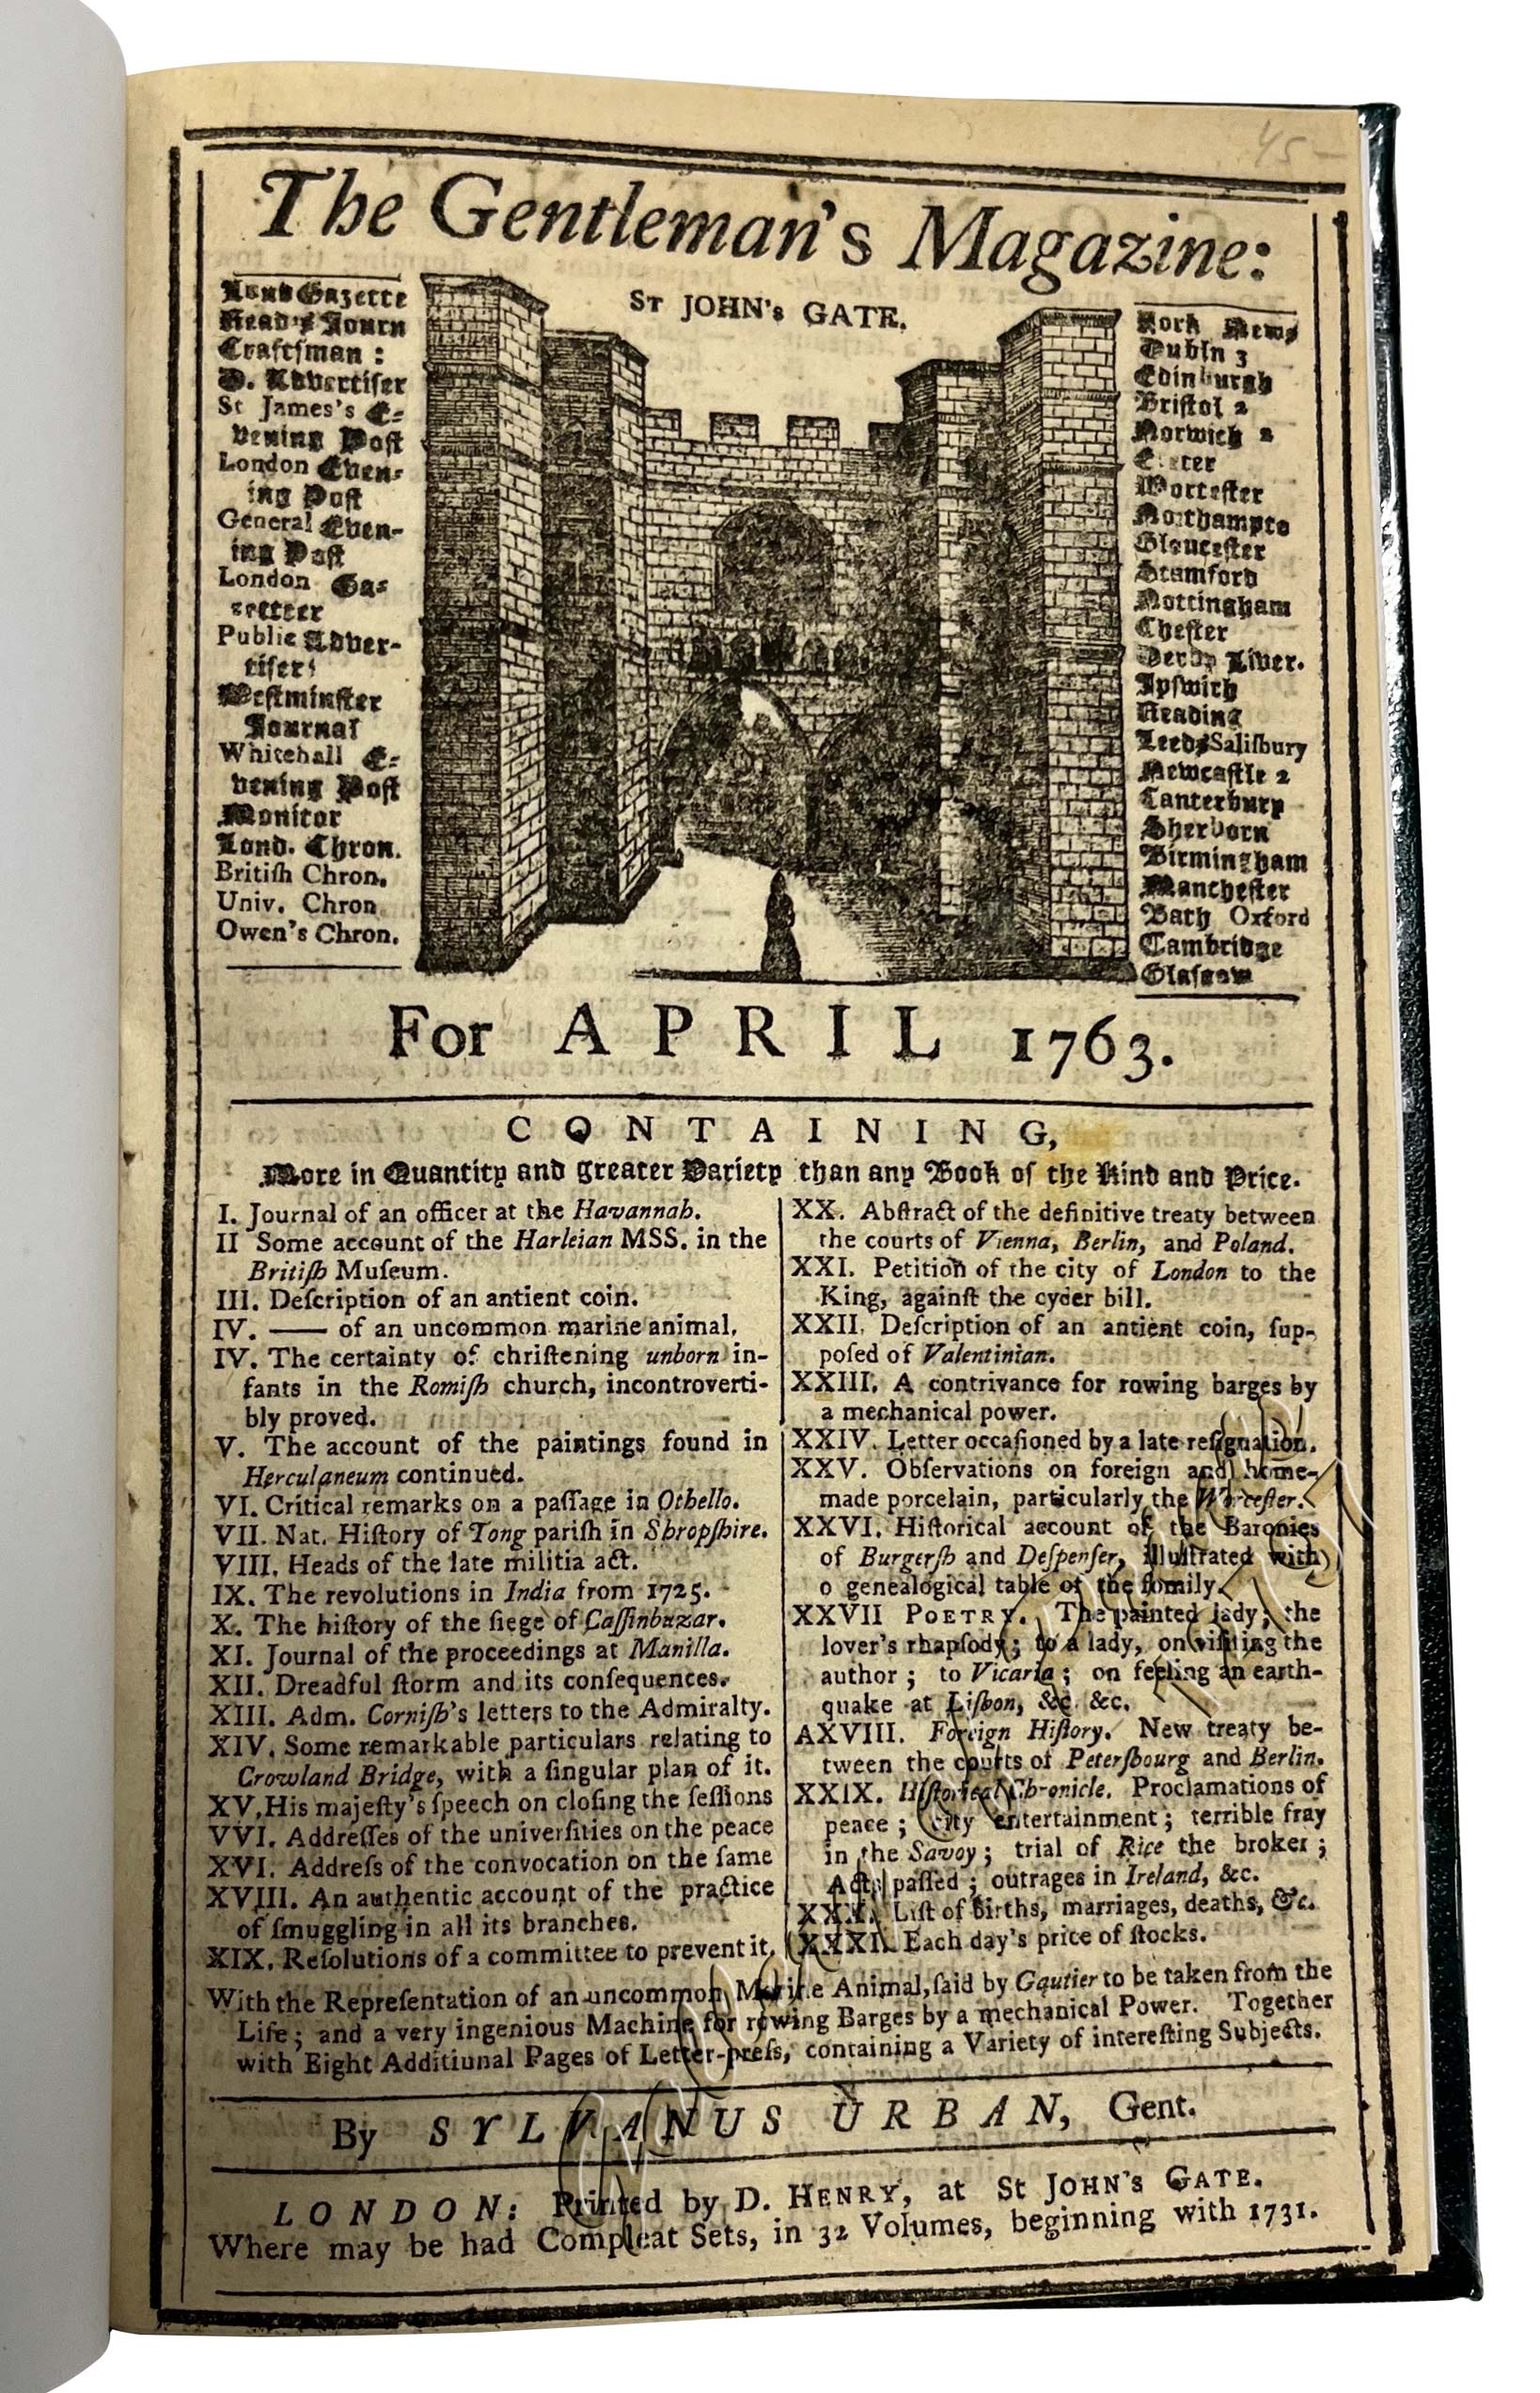 45-
The Gentleman's Magazine:
ST JOHN's GATE.
Lond Gazette
Read's Journ
Craftſman :
D. Advertiſer
St James's E-
vening Poſt
London Even-
ing Poſt
General Even-
ing Poſt
London Ga-
zetteer
Public Adver-
tiſer
Weſtminſter
Journal
Whitehall E-
vening Poſt
Monitor
Lond. Chron.
Britiſh Chron.
Univ. Chron
Owen's Chron.
York News
Dubln 3
Edinburgh
Briſtol 2
Norwich 2
Exeter
Worceſter
Northampto
Glouceſter
Stamford
Nottingham
Cheſter
Derby Liver.
Ipſwich
Reading
Leeds Saliſbury
Newcaſtle 2
Canterbury
Sherborn
Birmingham
Mancheſter
Bath Oxford
Cambridge
Glaſgow
For APRIL 1763.
CONTAINING,
More in Quantity and greater Variety than any Book of the Kind and Price.
I. Journal of an officer at the Havannah.
II Some account of the Harleian MSS. in the
Britiſh Muſeum.
III. Deſcription of an antient coin.
IV. —— of an uncommon marine animal.
IV. The certainty of chriſtening unborn in-
fants in the Romiſh church, incontroverti-
bly proved.
V. The account of the paintings found in
Herculaneum continued.
VI. Critical remarks on a paſſage in Othello.
VII. Nat. Hiſtory of Tong pariſh in Shropſhire.
VIII. Heads of the late militia act.
IX. The revolutions in India from 1725.
X. The hiſtory of the ſiege of Caſſinbuzar.
XI. Journal of the proceedings at Manilla.
XII. Dreadful ſtorm and its conſequences.
XIII. Adm. Corniſh's letters to the Admiralty.
XIV. Some remarkable particulars relating to
Crowland Bridge, with a ſingular plan of it.
XV. His majeſty's ſpeech on cloſing the ſeſſions
VVI. Addreſſes of the univerſities on the peace
XVI. Addreſs of the convocation on the ſame
XVIII. An authentic account of the practice
of ſmuggling in all its branches.
XIX. Reſolutions of a committee to prevent it.
XX. Abſtract of the definitive treaty between
the courts of Vienna, Berlin, and Poland.
XXI. Petition of the city of London to the
King, againſt the cyder bill.
XXII. Deſcription of an antient coin, ſup-
poſed of Valentinian.
XXIII. A contrivance for rowing barges by
a mechanical power.
XXIV. Letter occaſioned by a late reſignation.
XXV. Obſervations on foreign and home-
made porcelain, particularly the Worceſter.
XXVI. Hiſtorical account of the Baronies
of Burgerſh and Deſpenſer, illuſtrated with
o genealogical table of the family.
XXVII POETRY. The painted lady; the
lover's rhapſody; to a lady, on viſiting the
author; to Vicaria; on feeling an earth-
quake at Liſbon, &c. &c.
AXVIII. Foreign Hiſtory. New treaty be-
tween the courts of Peterſbourg and Berlin.
XXIX. Hiſtorical Chronicle. Proclamations of
peace; city entertainment; terrible fray
in the Savoy; trial of Rice the broker;
Acts paſſed; outrages in Ireland, &c.
XXX. Liſt of births, marriages, deaths, &c.
XXXI. Each day's price of ſtocks.
With the Repreſentation of an uncommon Marine Animal, ſaid by Gautier to be taken from the
Life; and a very ingenious Machine for rowing Barges by a mechanical Power. Together
with Eight Additiunal Pages of Letter-preſs, containing a Variety of intereſting Subjects.
By SYLVANUS URBAN, Gent.
LONDON: Printed by D. HENRY, at St JOHN'S GATE.
Where may be had Compleat Sets, in 32 Volumes, beginning with 1731.